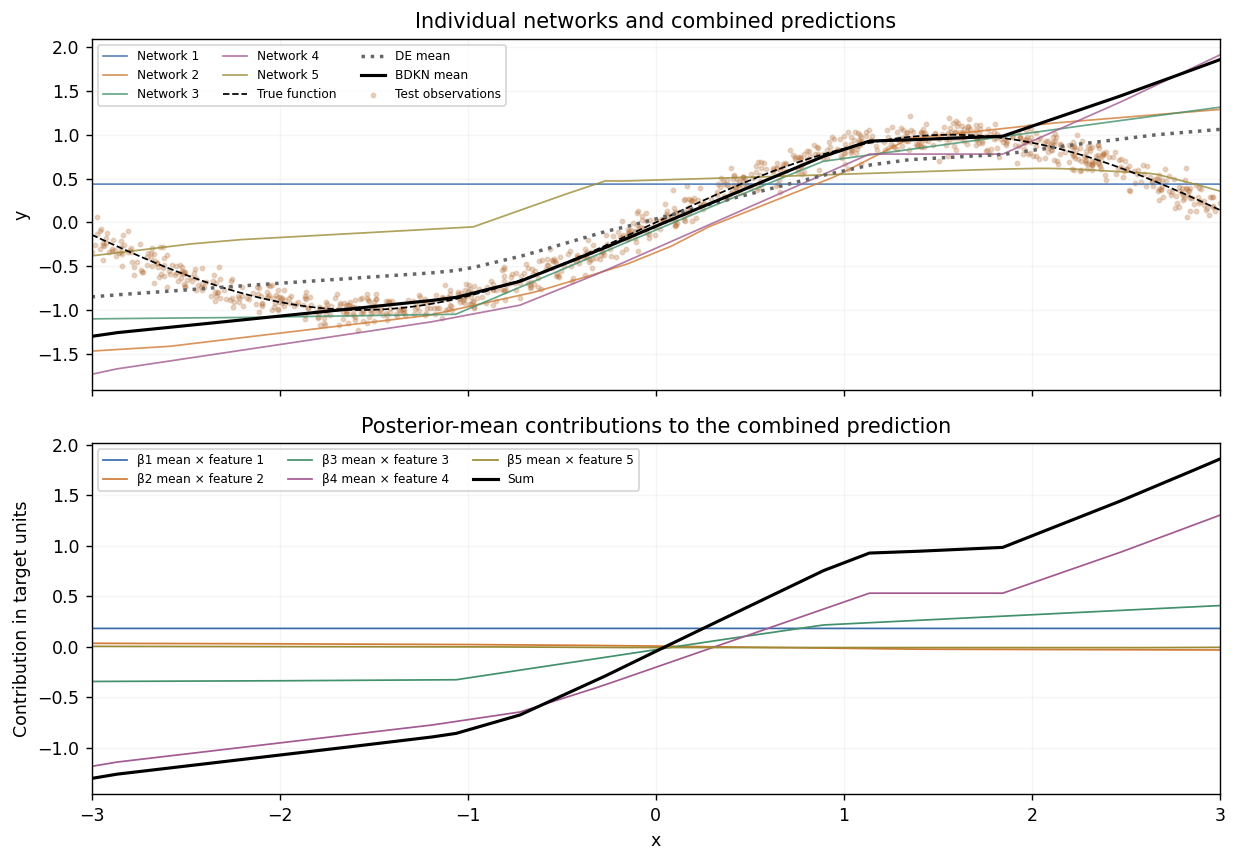 Individual networks and combined predictions
2.0
1.5
1.0
0.5
0.0
−0.5
−1.0
−1.5
y
Network 1
Network 2
Network 3
Network 4
Network 5
True function
DE mean
BDKN mean
Test observations
Posterior-mean contributions to the combined prediction
2.0
1.5
1.0
0.5
0.0
−0.5
−1.0
Contribution in target units
β1 mean × feature 1
β2 mean × feature 2
β3 mean × feature 3
β4 mean × feature 4
β5 mean × feature 5
Sum
−3
−2
−1
0
1
2
3
x